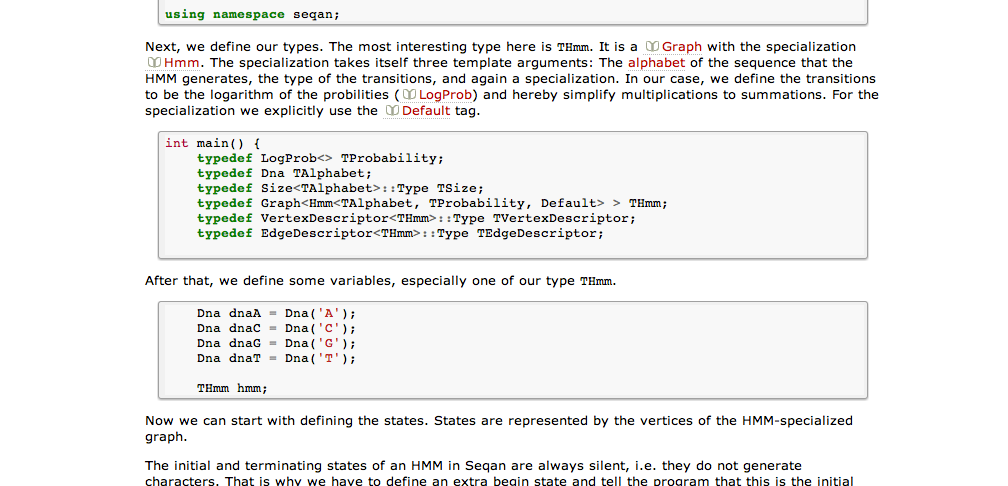 using namespace seqan;
Next, we define our types. The most interesting type here is THmm. It is a Graph with the specialization
Hmm. The specialization takes itself three template arguments: The alphabet of the sequence that the
HMM generates, the type of the transitions, and again a specialization. In our case, we define the transitions
to be the logarithm of the probilities ( LogProb) and hereby simplify multiplications to summations. For the
specialization we explicitly use the Default tag.
int main() {
    typedef LogProb<> TProbability;
    typedef Dna TAlphabet;
    typedef Size<TAlphabet>::Type TSize;
    typedef Graph<Hmm<TAlphabet, TProbability, Default> > THmm;
    typedef VertexDescriptor<THmm>::Type TVertexDescriptor;
    typedef EdgeDescriptor<THmm>::Type TEdgeDescriptor;
After that, we define some variables, especially one of our type THmm.
    Dna dnaA = Dna('A');
    Dna dnaC = Dna('C');
    Dna dnaG = Dna('G');
    Dna dnaT = Dna('T');
    THmm hmm;
Now we can start with defining the states. States are represented by the vertices of the HMM-specialized
graph.
The initial and terminating states of an HMM in Seqan are always silent, i.e. they do not generate
characters. That is why we have to define an extra begin state and tell the program that this is the initial